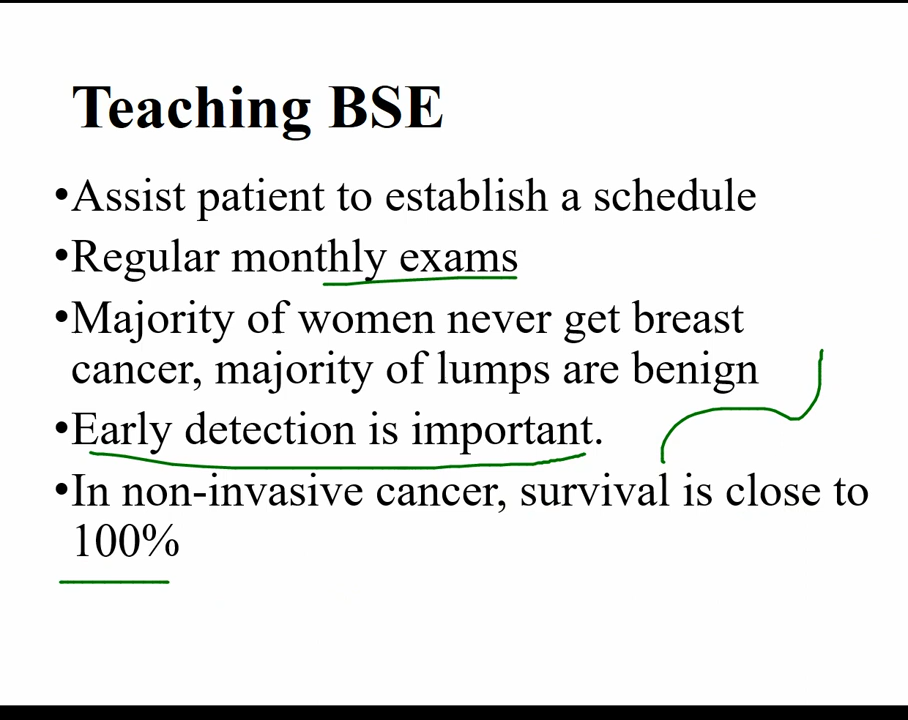 Teaching BSE
•Assist patient to establish a schedule
•Regular monthly exams
•Majority of women never get breast
cancer, majority of lumps are benign
•Early detection is important.
•In non-invasive cancer, survival is close to
100%